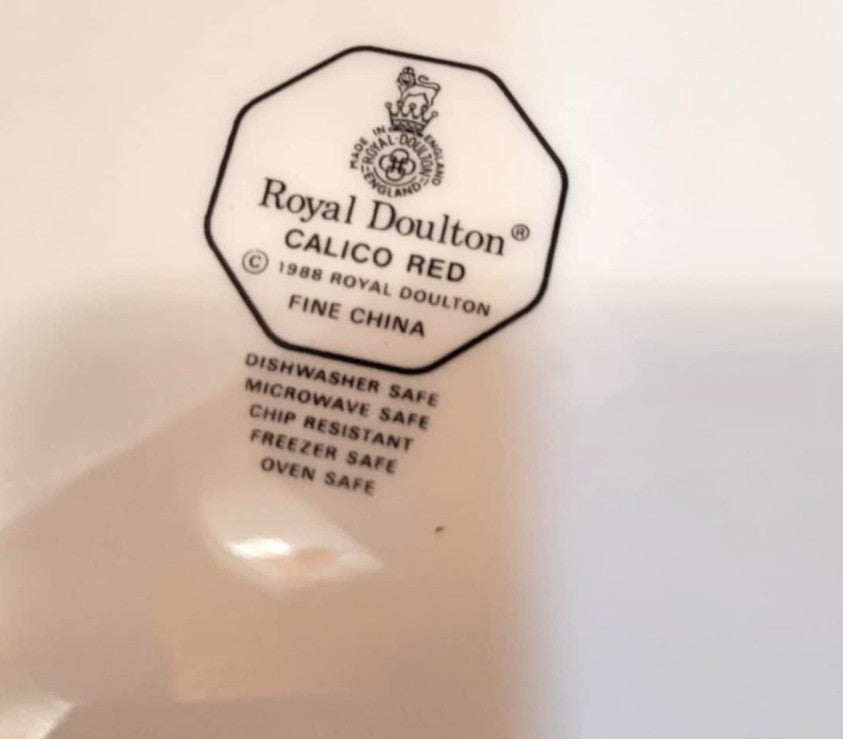 MADE IN ENGLAND
ROYAL·DOULTON
ENGLAND
Royal Doulton®
CALICO RED
© 1988 ROYAL DOULTON
FINE CHINA
DISHWASHER SAFE
MICROWAVE SAFE
CHIP RESISTANT
FREEZER SAFE
OVEN SAFE